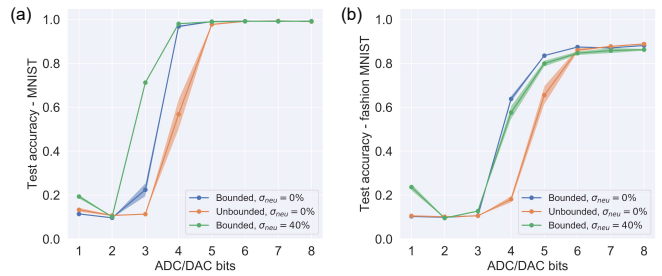 (a)
Test accuracy - MNIST
1.0
0.8
0.6
0.4
0.2
0.0
1 2 3 4 5 6 7 8
ADC/DAC bits
Bounded, σneu = 0%
Unbounded, σneu = 0%
Bounded, σneu = 40%
(b)
Test accuracy - fashion MNIST
1.0
0.8
0.6
0.4
0.2
0.0
1 2 3 4 5 6 7 8
ADC/DAC bits
Bounded, σneu = 0%
Unbounded, σneu = 0%
Bounded, σneu = 40%